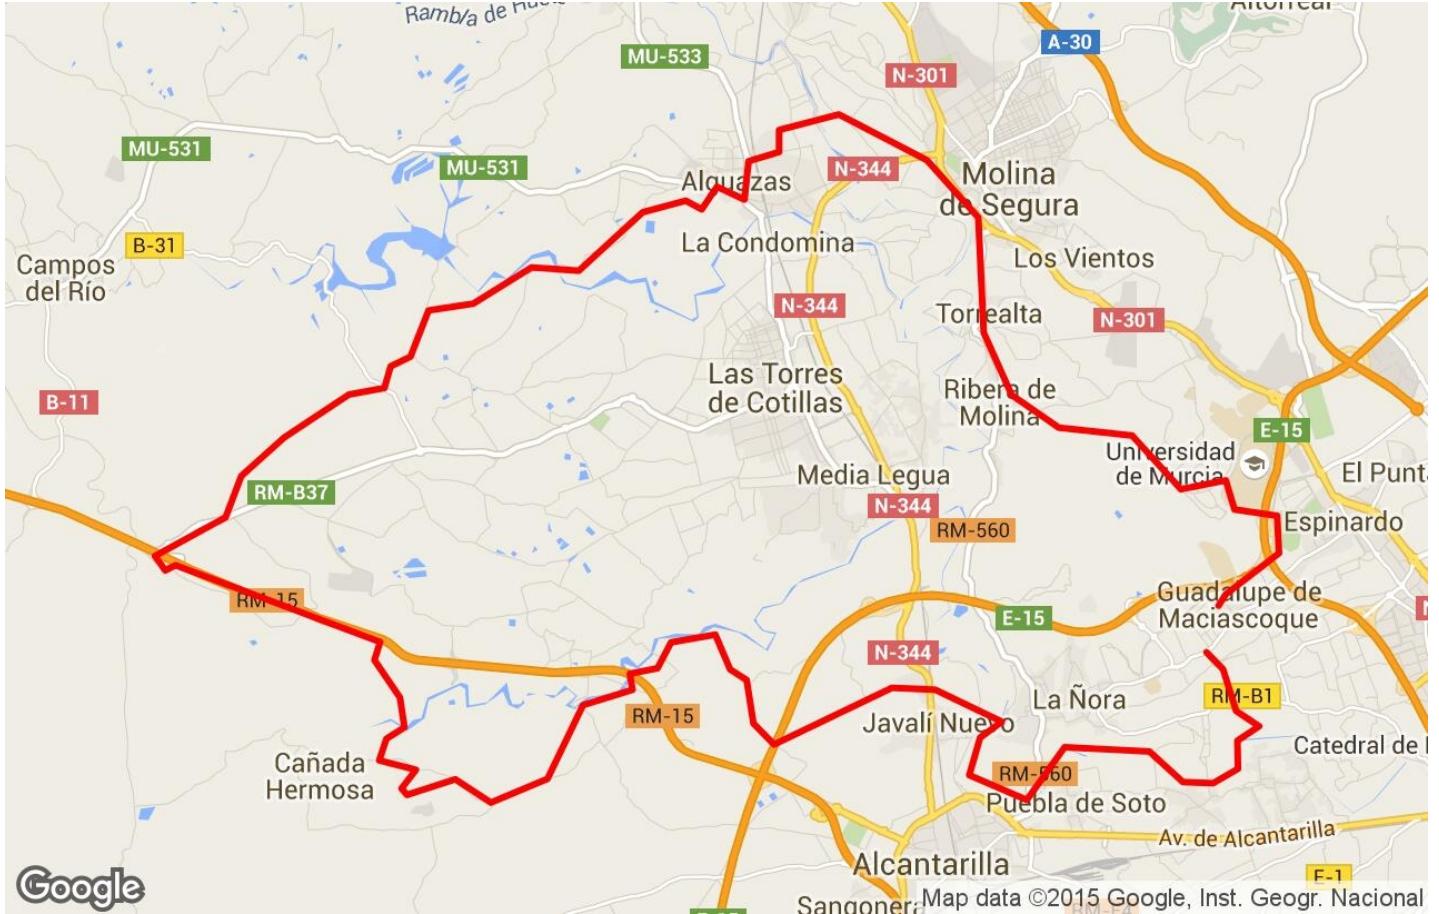 Rambla de
Altorreal
A-30
MU-533
N-301
MU-531
MU-531
N-344
Molina
de Segura
Alguazas
B-31
La Condomina
Los Vientos
Campos
del Río
N-344
Torrealta
N-301
Las Torres
de Cotillas
Ribera de
Molina
B-11
E-15
Universidad
de Murcia
El Punt
Media Legua
RM-B37
N-344
RM-560
Espinardo
RM-15
Guadalupe de
Maciascoque
E-15
N-344
La Ñora
RM-B1
RM-15
Javalí Nuevo
Catedral de
Cañada
Hermosa
RM-560
Puebla de Soto
Av. de Alcantarilla
Alcantarilla
E-1
Google
Sangonera
Map data ©2015 Google, Inst. Geogr. Nacional